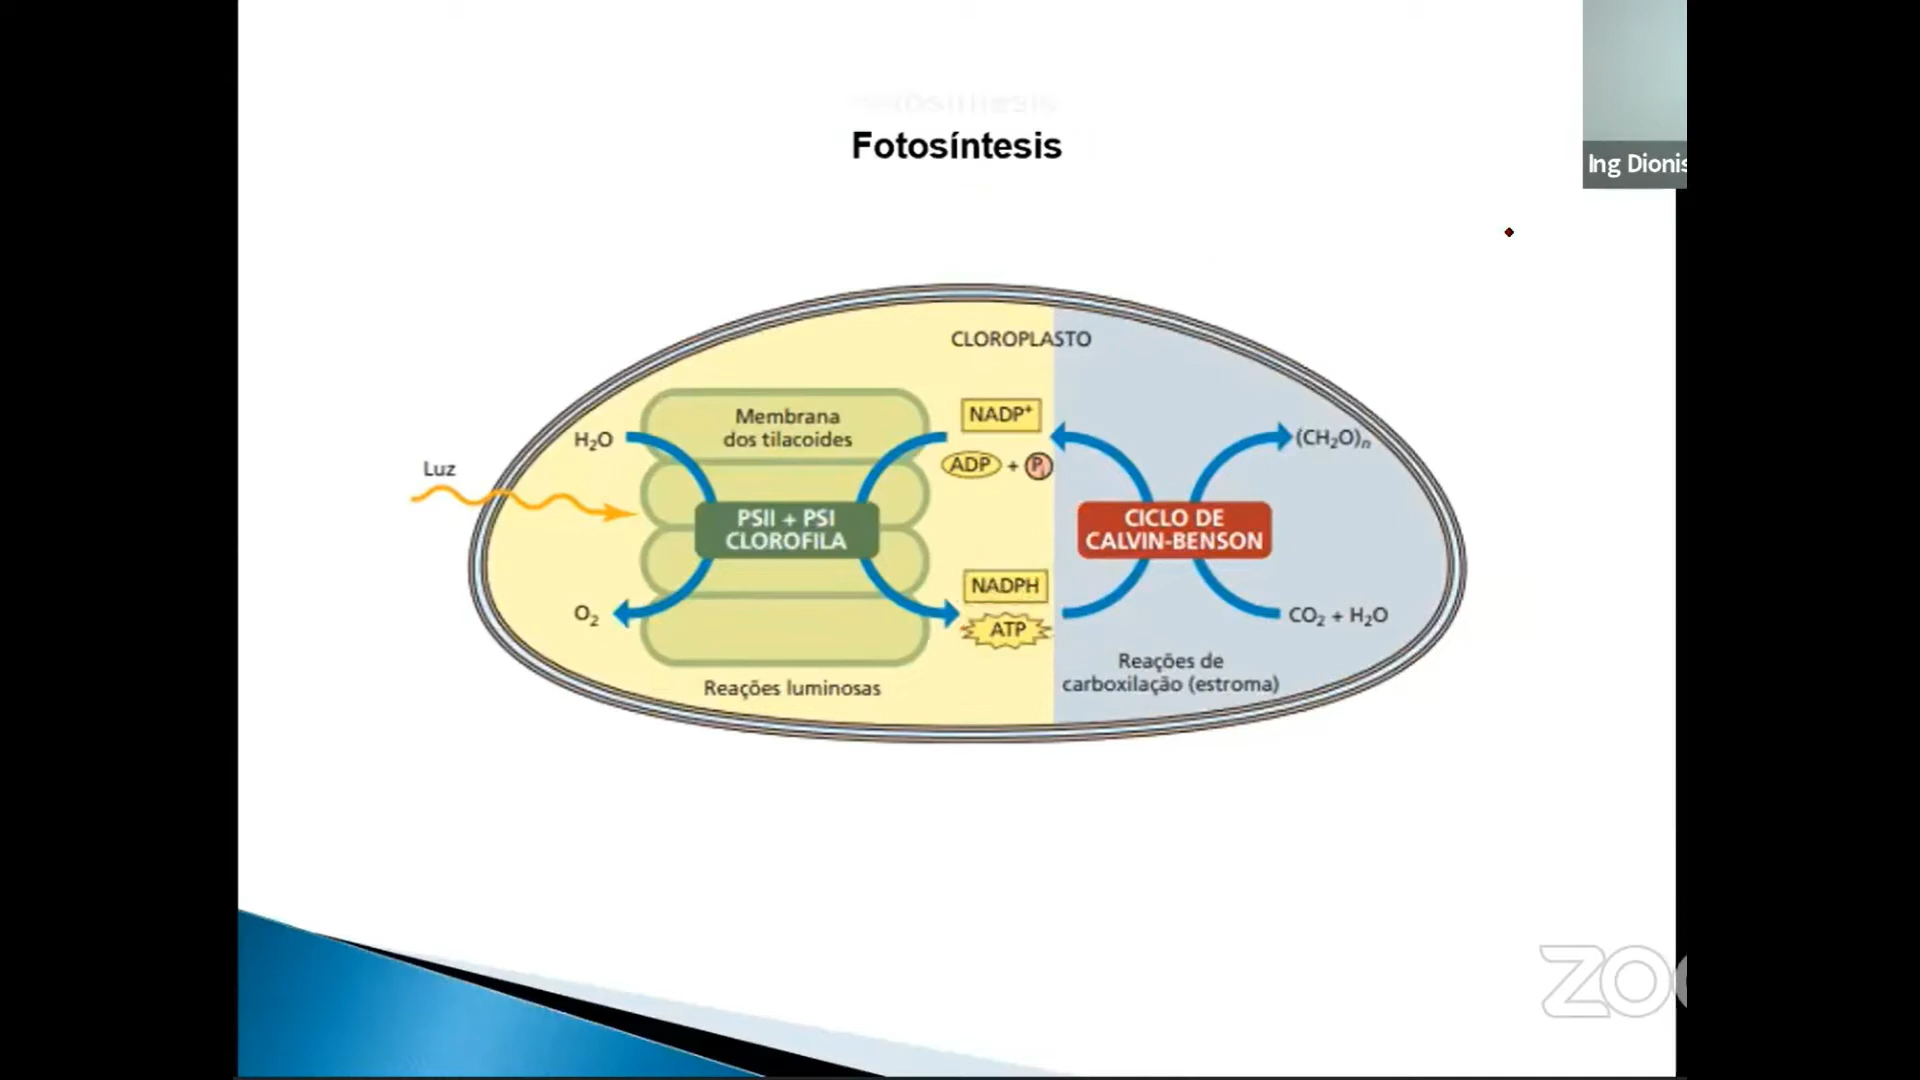 Fotosíntesis
Ing Dionis
CLOROPLASTO
Membrana
dos tilacoides
NADP⁺
ADP + Pi
H₂O
(CH₂O)ₙ
Luz
PSII + PSI
CLOROFILA
CICLO DE
CALVIN-BENSON
NADPH
ATP
O₂
CO₂ + H₂O
Reações luminosas
Reações de
carboxilação (estroma)